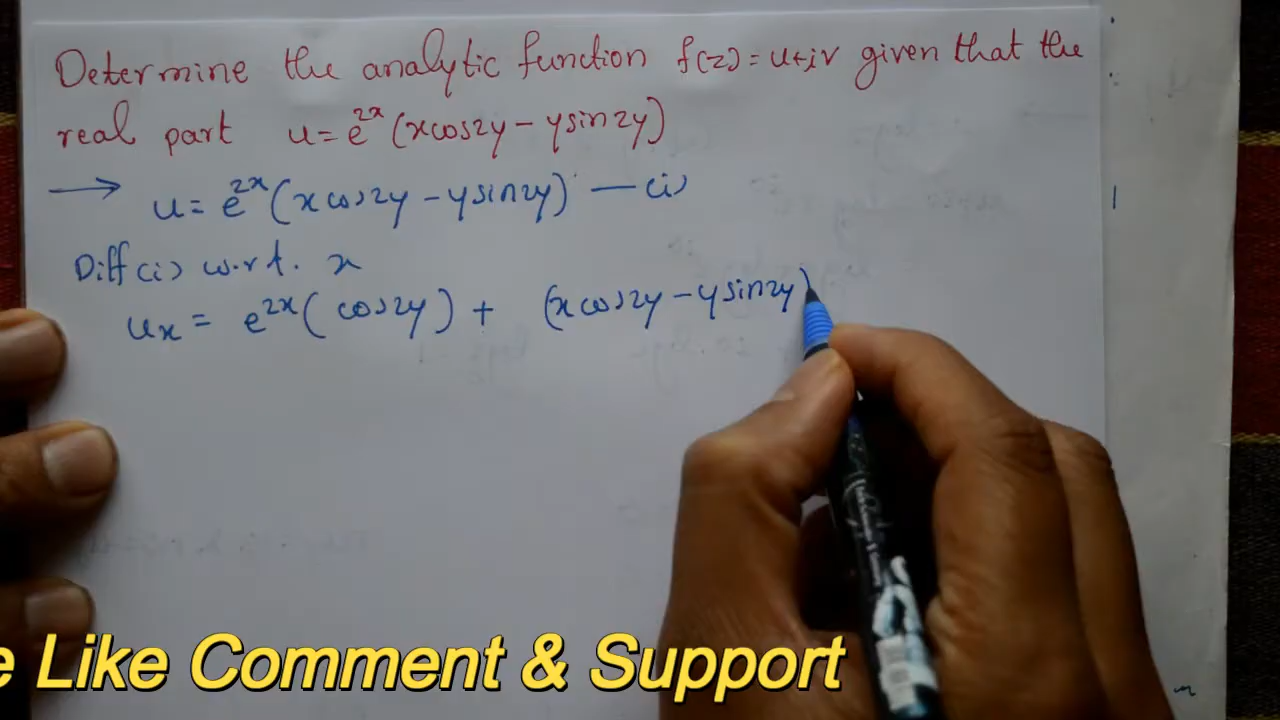 Determine the analytic function f(z) = u+iv given that the
real part u = e^2x (xcos2y - ysin2y)
→ u = e^2x (xcos2y - ysin2y) — (i)
Diff (i) w.r.t. x
u_x = e^2x ( cos2y ) + (xcos2y - ysin2y)
Like Comment & Support